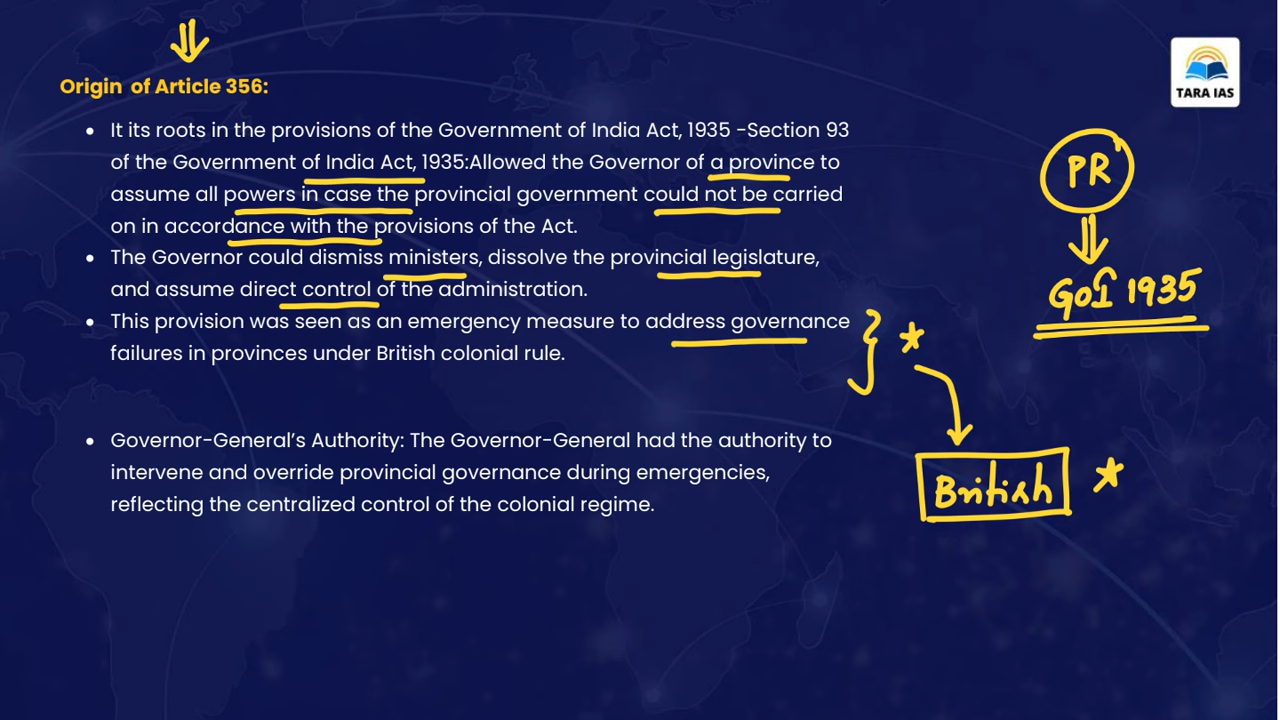 Origin of Article 356:
TARA IAS
• It its roots in the provisions of the Government of India Act, 1935 -Section 93
of the Government of India Act, 1935:Allowed the Governor of a province to
assume all powers in case the provincial government could not be carried
on in accordance with the provisions of the Act.
• The Governor could dismiss ministers, dissolve the provincial legislature,
and assume direct control of the administration.
• This provision was seen as an emergency measure to address governance
failures in provinces under British colonial rule.
• Governor-General’s Authority: The Governor-General had the authority to
intervene and override provincial governance during emergencies,
reflecting the centralized control of the colonial regime.
PR
GoI 1935
British